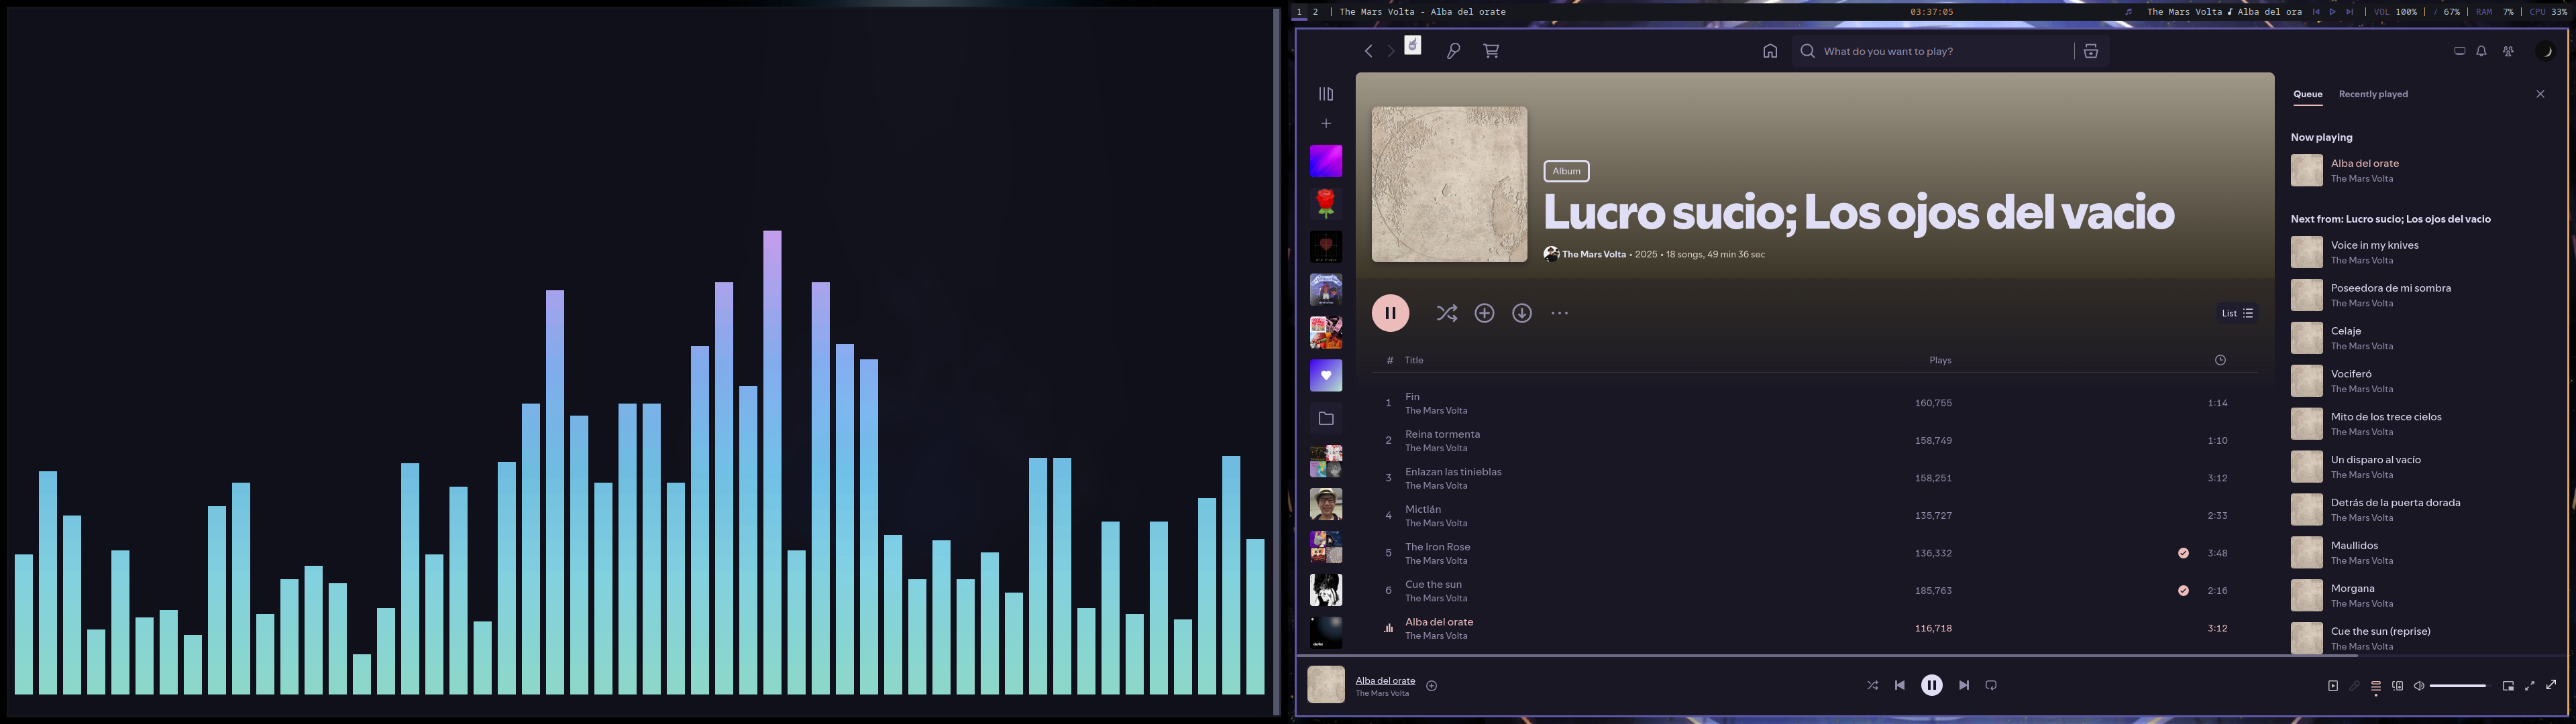 1 2 | The Mars Volta - Alba del orate
03:37:05
The Mars Volta Alba del ora | VOL 100% | / 67% | RAM 7% | CPU 33%
What do you want to play?
Album
Lucro sucio; Los ojos del vacio
The Mars Volta • 2025 • 18 songs, 49 min 36 sec
List
# Title Plays
1 Fin 160,755 1:14
The Mars Volta
2 Reina tormenta 158,749 1:10
The Mars Volta
3 Enlazan las tinieblas 158,251 3:12
The Mars Volta
4 Mictlán 135,727 2:33
The Mars Volta
5 The Iron Rose 136,332 3:48
The Mars Volta
6 Cue the sun 185,763 2:16
The Mars Volta
Alba del orate 116,718 3:12
The Mars Volta
Queue Recently played
Now playing
Alba del orate
The Mars Volta
Next from: Lucro sucio; Los ojos del vacio
Voice in my knives
The Mars Volta
Poseedora de mi sombra
The Mars Volta
Celaje
The Mars Volta
Vociferó
The Mars Volta
Mito de los trece cielos
The Mars Volta
Un disparo al vacío
The Mars Volta
Detrás de la puerta dorada
The Mars Volta
Maullidos
The Mars Volta
Morgana
The Mars Volta
Cue the sun (reprise)
The Mars Volta
Alba del orate
The Mars Volta